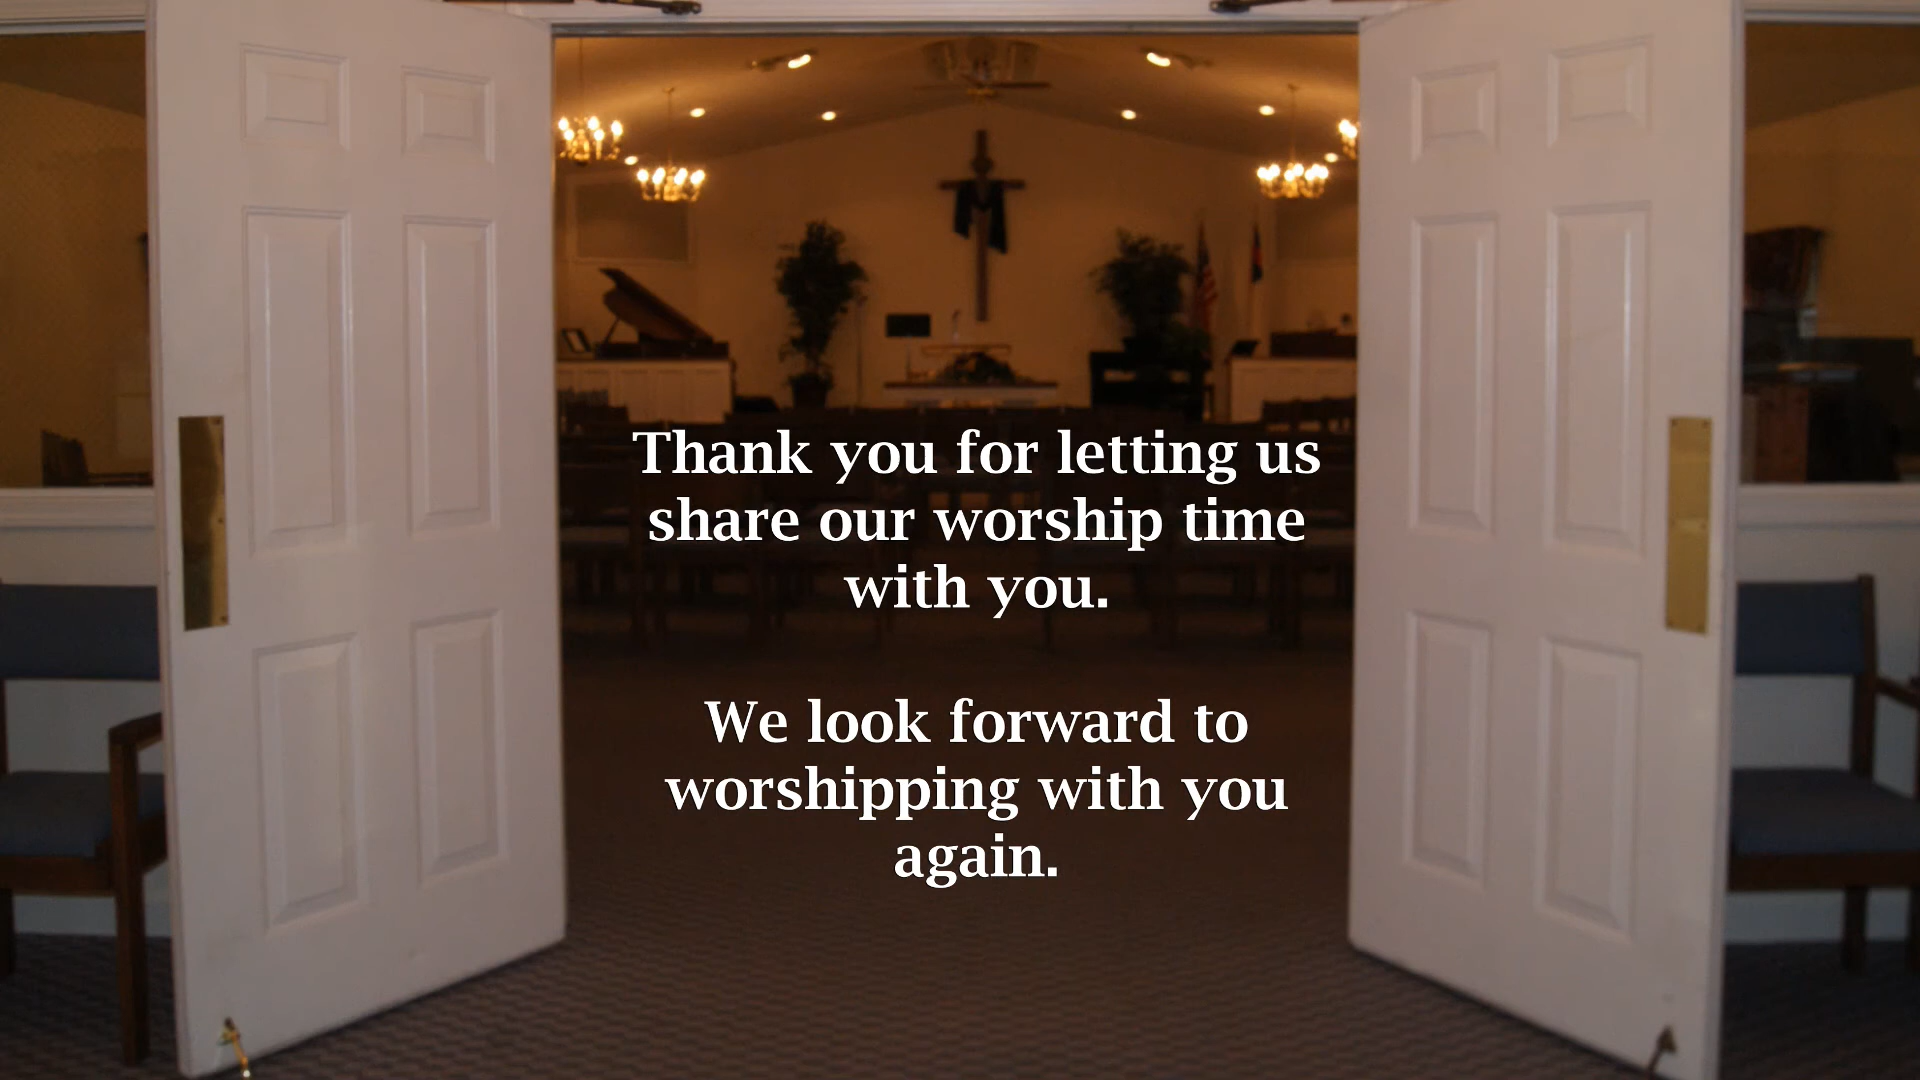 Thank you for letting us
share our worship time
with you.
We look forward to
worshipping with you
again.